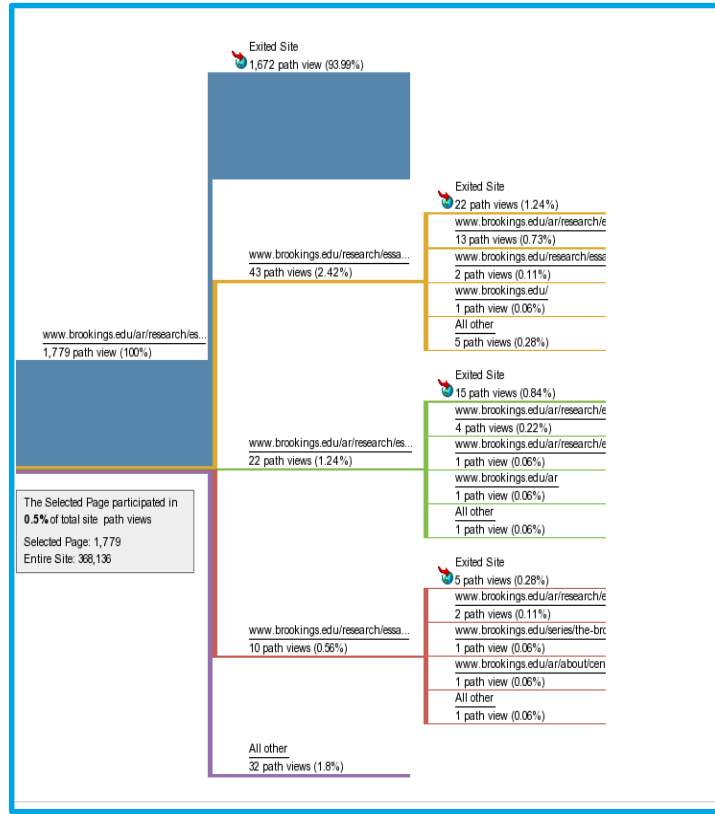 Exited Site
1,672 path view (93.99%)
Exited Site
22 path views (1.24%)
www.brookings.edu/ar/research/e
13 path views (0.73%)
www.brookings.edu/research/essa...
43 path views (2.42%)
www.brookings.edu/research/essa
2 path views (0.11%)
www.brookings.edu/
1 path view (0.06%)
All other
5 path views (0.28%)
www.brookings.edu/ar/research/es...
1,779 path view (100%)
Exited Site
15 path views (0.84%)
www.brookings.edu/ar/research/e
4 path views (0.22%)
www.brookings.edu/ar/research/es...
22 path views (1.24%)
www.brookings.edu/ar/research/e
1 path view (0.06%)
www.brookings.edu/ar
1 path view (0.06%)
All other
1 path view (0.06%)
The Selected Page participated in
0.5% of total site path views
Selected Page: 1,779
Entire Site: 368,136
Exited Site
5 path views (0.28%)
www.brookings.edu/ar/research/e
2 path views (0.11%)
www.brookings.edu/research/essa...
10 path views (0.56%)
www.brookings.edu/series/the-bro
1 path view (0.06%)
www.brookings.edu/ar/about/cen
1 path view (0.06%)
All other
1 path view (0.06%)
All other
32 path views (1.8%)